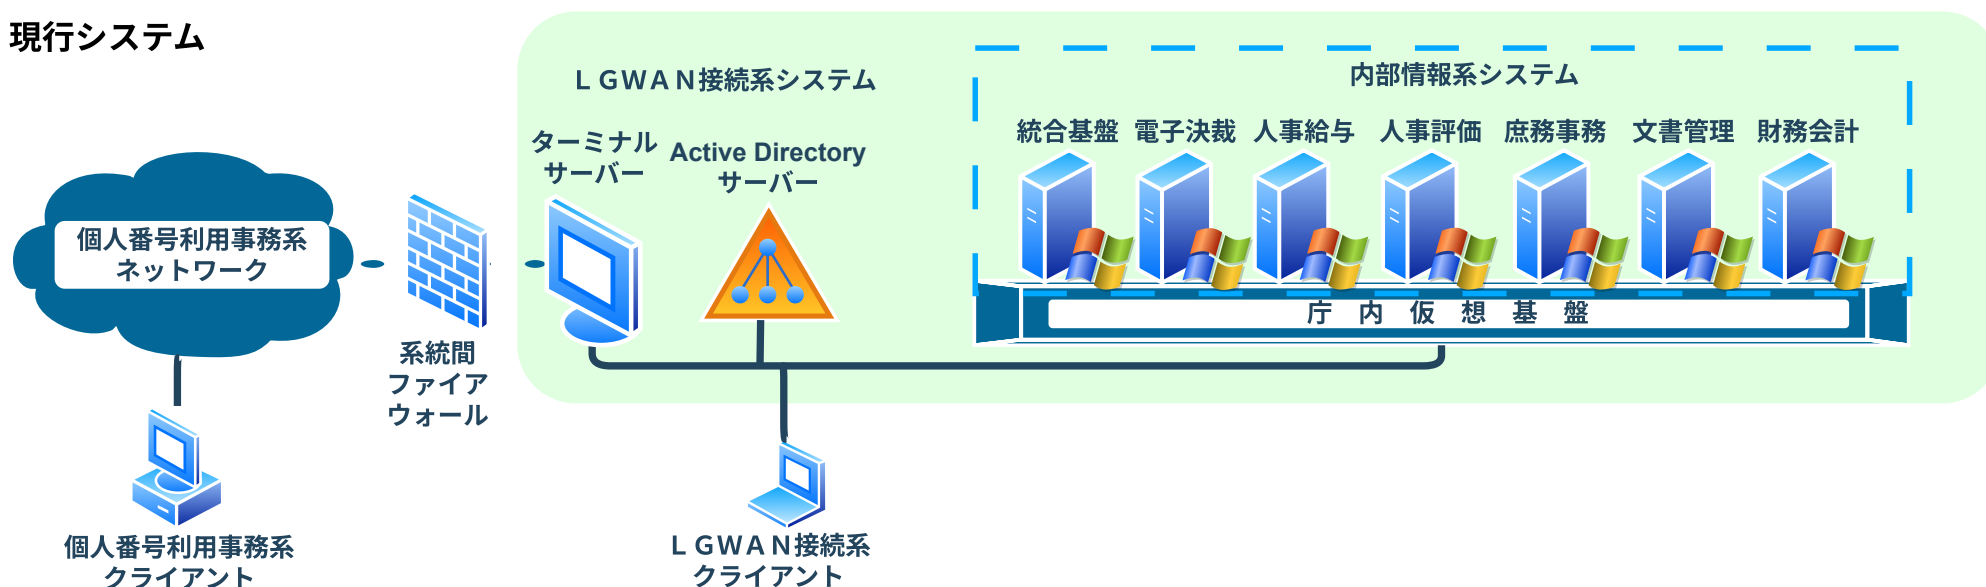 現行システム
ＬＧＷＡＮ接続系システム
内部情報系システム
ターミナル
サーバー
Active Directory
サーバー
統合基盤
電子決裁
人事給与
人事評価
庶務事務
文書管理
財務会計
個人番号利用事務系
ネットワーク
庁内仮想基盤
系統間
ファイア
ウォール
個人番号利用事務系
クライアント
ＬＧＷＡＮ接続系
クライアント